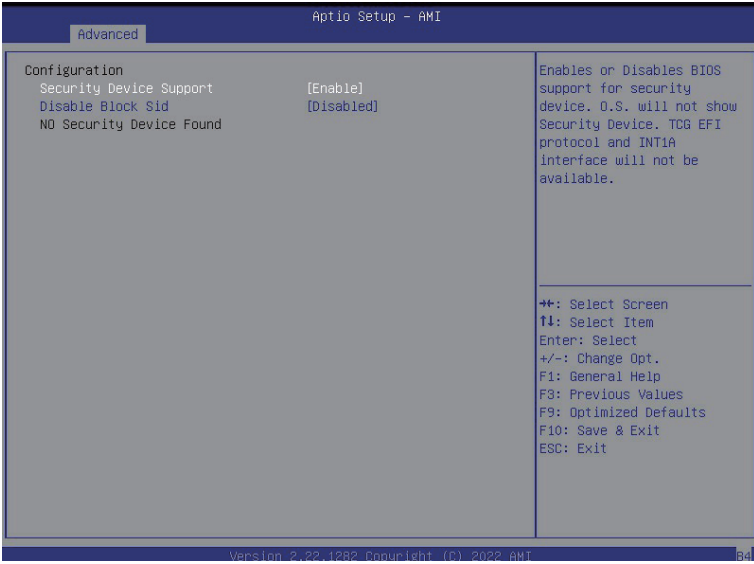 Aptio Setup – AMI
Advanced
Configuration
Security Device Support [Enable]
Disable Block Sid [Disabled]
NO Security Device Found
Enables or Disables BIOS
support for security
device. O.S. will not show
Security Device. TCG EFI
protocol and INT1A
interface will not be
available.
→←: Select Screen
↑↓: Select Item
Enter: Select
+/-: Change Opt.
F1: General Help
F3: Previous Values
F9: Optimized Defaults
F10: Save & Exit
ESC: Exit
Version 2.22.1282 Copyright (C) 2022 AMI
B4